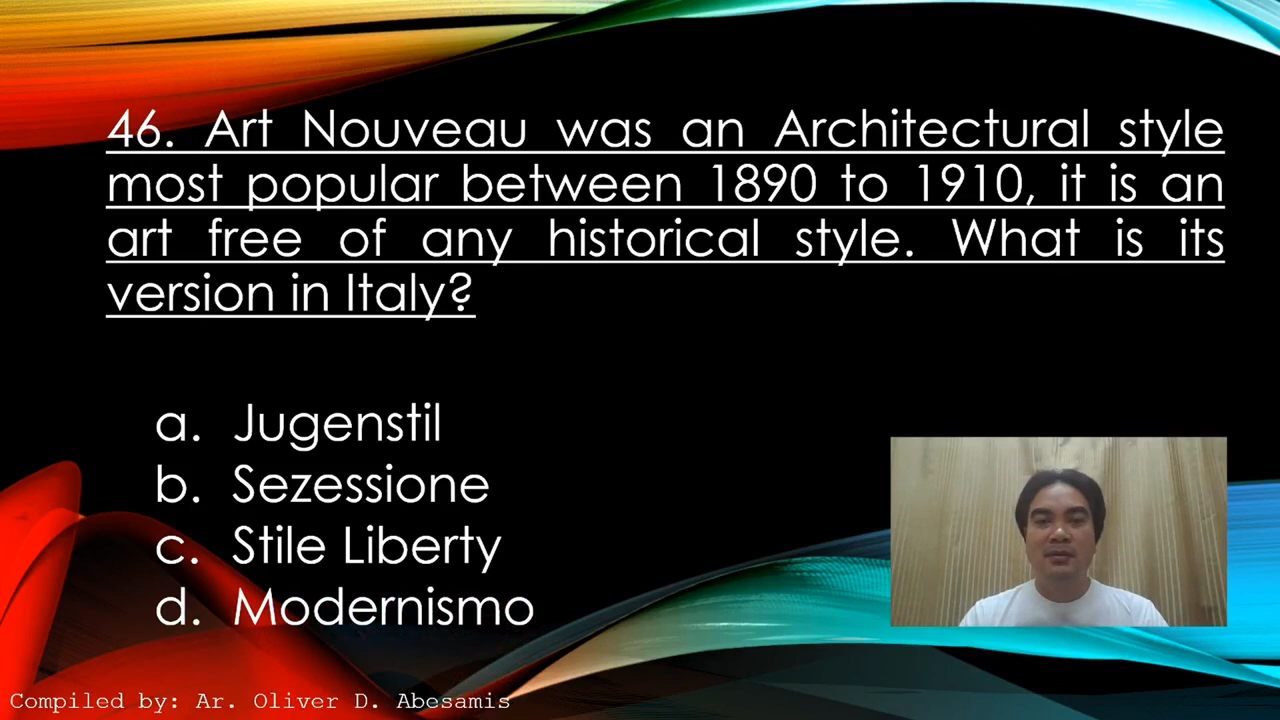 46. Art Nouveau was an Architectural style
most popular between 1890 to 1910, it is an
art free of any historical style. What is its
version in Italy?
a. Jugenstil
b. Sezessione
c. Stile Liberty
d. Modernismo
Compiled by: Ar. Oliver D. Abesamis